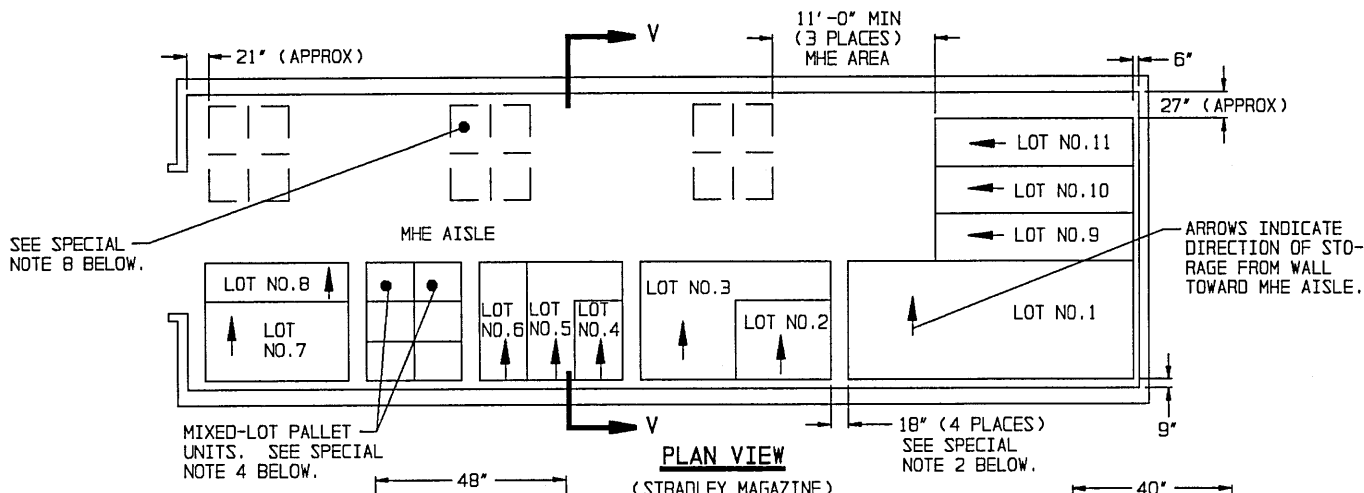 11'-0" MIN
(3 PLACES)
MHE AREA
V
21" (APPROX)
6"
27" (APPROX)
LOT NO.11
LOT NO.10
LOT NO.9
SEE SPECIAL
NOTE 8 BELOW.
MHE AISLE
ARROWS INDICATE
DIRECTION OF STO-
RAGE FROM WALL
TOWARD MHE AISLE.
LOT NO.8
LOT
NO.7
LOT
NO.6
LOT
NO.5
LOT
NO.4
LOT NO.3
LOT NO.2
LOT NO.1
MIXED-LOT PALLET
UNITS. SEE SPECIAL
NOTE 4 BELOW.
V
PLAN VIEW
(STRADLEY MAGAZINE)
18" (4 PLACES)
SEE SPECIAL
NOTE 2 BELOW.
9"
48"
40"